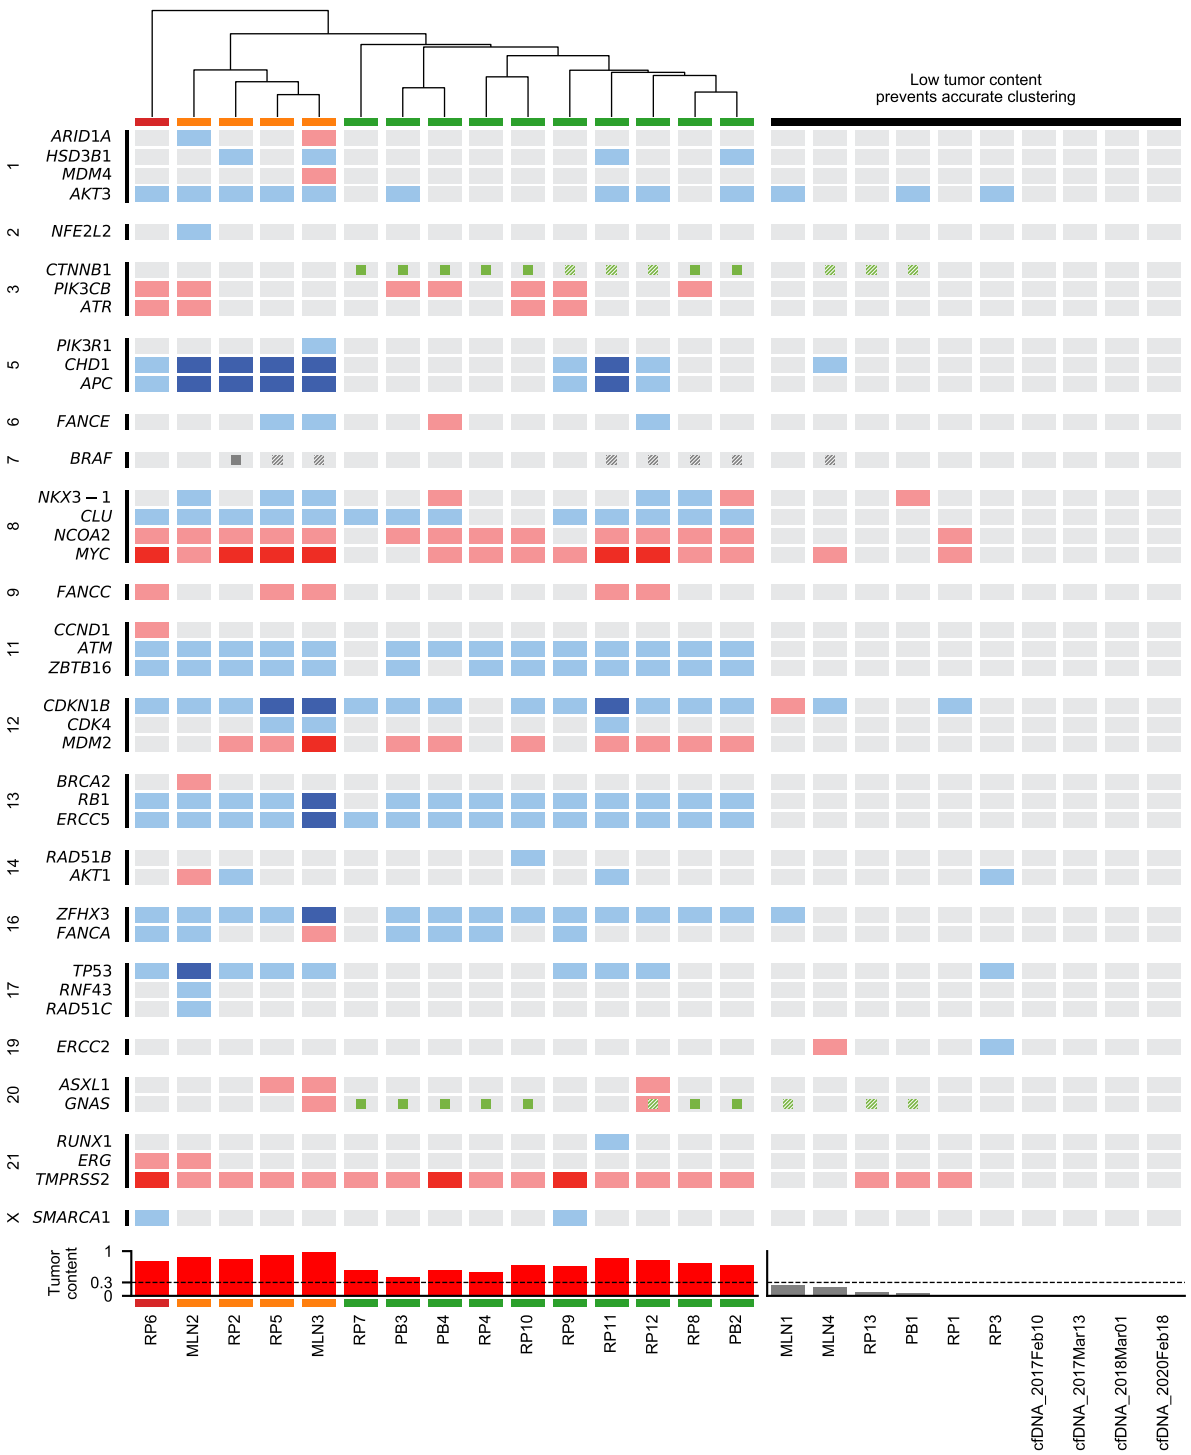 Low tumor content
prevents accurate clustering
1
ARID1A
HSD3B1
MDM4
AKT3
2
NFE2L2
3
CTNNB1
PIK3CB
ATR
5
PIK3R1
CHD1
APC
6
FANCE
7
BRAF
8
NKX3−1
CLU
NCOA2
MYC
9
FANCC
11
CCND1
ATM
ZBTB16
12
CDKN1B
CDK4
MDM2
13
BRCA2
RB1
ERCC5
14
RAD51B
AKT1
16
ZFHX3
FANCA
17
TP53
RNF43
RAD51C
19
ERCC2
20
ASXL1
GNAS
21
RUNX1
ERG
TMPRSS2
X
SMARCA1
Tumor
content
1
0.3
0
RP6
MLN2
RP2
RP5
MLN3
RP7
PB3
PB4
RP4
RP10
RP9
RP11
RP12
RP8
PB2
MLN1
MLN4
RP13
PB1
RP1
RP3
cfDNA_2017Feb10
cfDNA_2017Mar13
cfDNA_2018Mar01
cfDNA_2020Feb18